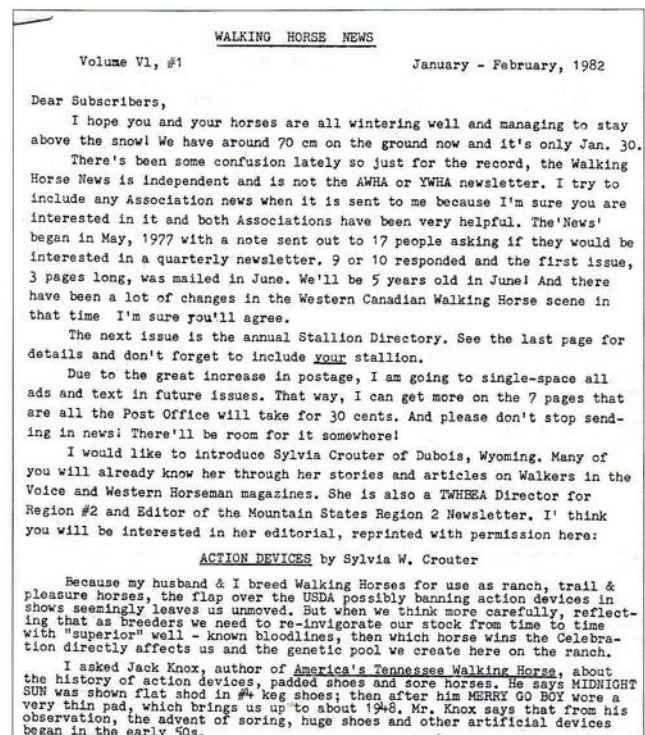 WALKING HORSE NEWS
Volume V1, #1 January - February, 1982
Dear Subscribers,
I hope you and your horses are all wintering well and managing to stay
above the snow! We have around 70 cm on the ground now and it's only Jan. 30.
There's been some confusion lately so just for the record, the Walking
Horse News is independent and is not the AWHA or YWHA newsletter. I try to
include any Association news when it is sent to me because I'm sure you are
interested in it and both Associations have been very helpful. The'News'
began in May, 1977 with a note sent out to 17 people asking if they would be
interested in a quarterly newsletter. 9 or 10 responded and the first issue,
3 pages long, was mailed in June. We'll be 5 years old in June! And there
have been a lot of changes in the Western Canadian Walking Horse scene in
that time I'm sure you'll agree.
The next issue is the annual Stallion Directory. See the last page for
details and don't forget to include your stallion.
Due to the great increase in postage, I am going to single-space all
ads and text in future issues. That way, I can get more on the 7 pages that
are all the Post Office will take for 30 cents. And please don't stop send-
ing in news! There'll be room for it somewhere!
I would like to introduce Sylvia Crouter of Dubois, Wyoming. Many of
you will already know her through her stories and articles on Walkers in the
Voice and Western Horseman magazines. She is also a TWHBEA Director for
Region #2 and Editor of the Mountain States Region 2 Newsletter. I' think
you will be interested in her editorial, reprinted with permission here:
ACTION DEVICES by Sylvia W. Crouter
Because my husband & I breed Walking Horses for use as ranch, trail &
pleasure horses, the flap over the USDA possibly banning action devices in
shows seemingly leaves us unmoved. But when we think more carefully, reflect-
ing that as breeders we need to re-invigorate our stock from time to time
with "superior" well - known bloodlines, then which horse wins the Celebra-
tion directly affects us and the genetic pool we create here on the ranch.
I asked Jack Knox, author of America's Tennessee Walking Horse, about
the history of action devices, padded shoes and sore horses. He says MIDNIGHT
SUN was shown flat shod in #4 keg shoes; then after him MERRY GO BOY wore a
very thin pad, which brings us up to about 1948. Mr. Knox says that from his
observation, the advent of soring, huge shoes and other artificial devices
began in the early 50s.